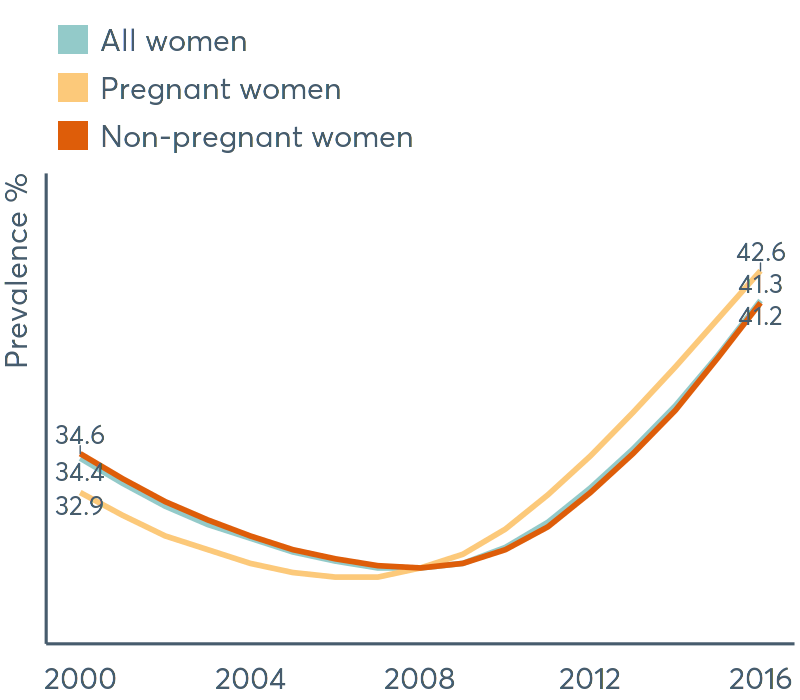 All women
Pregnant women
Non-pregnant women
Prevalence %
42.6
41.3
41.2
34.6
34.4
32.9
2000 2004 2008 2012 2016